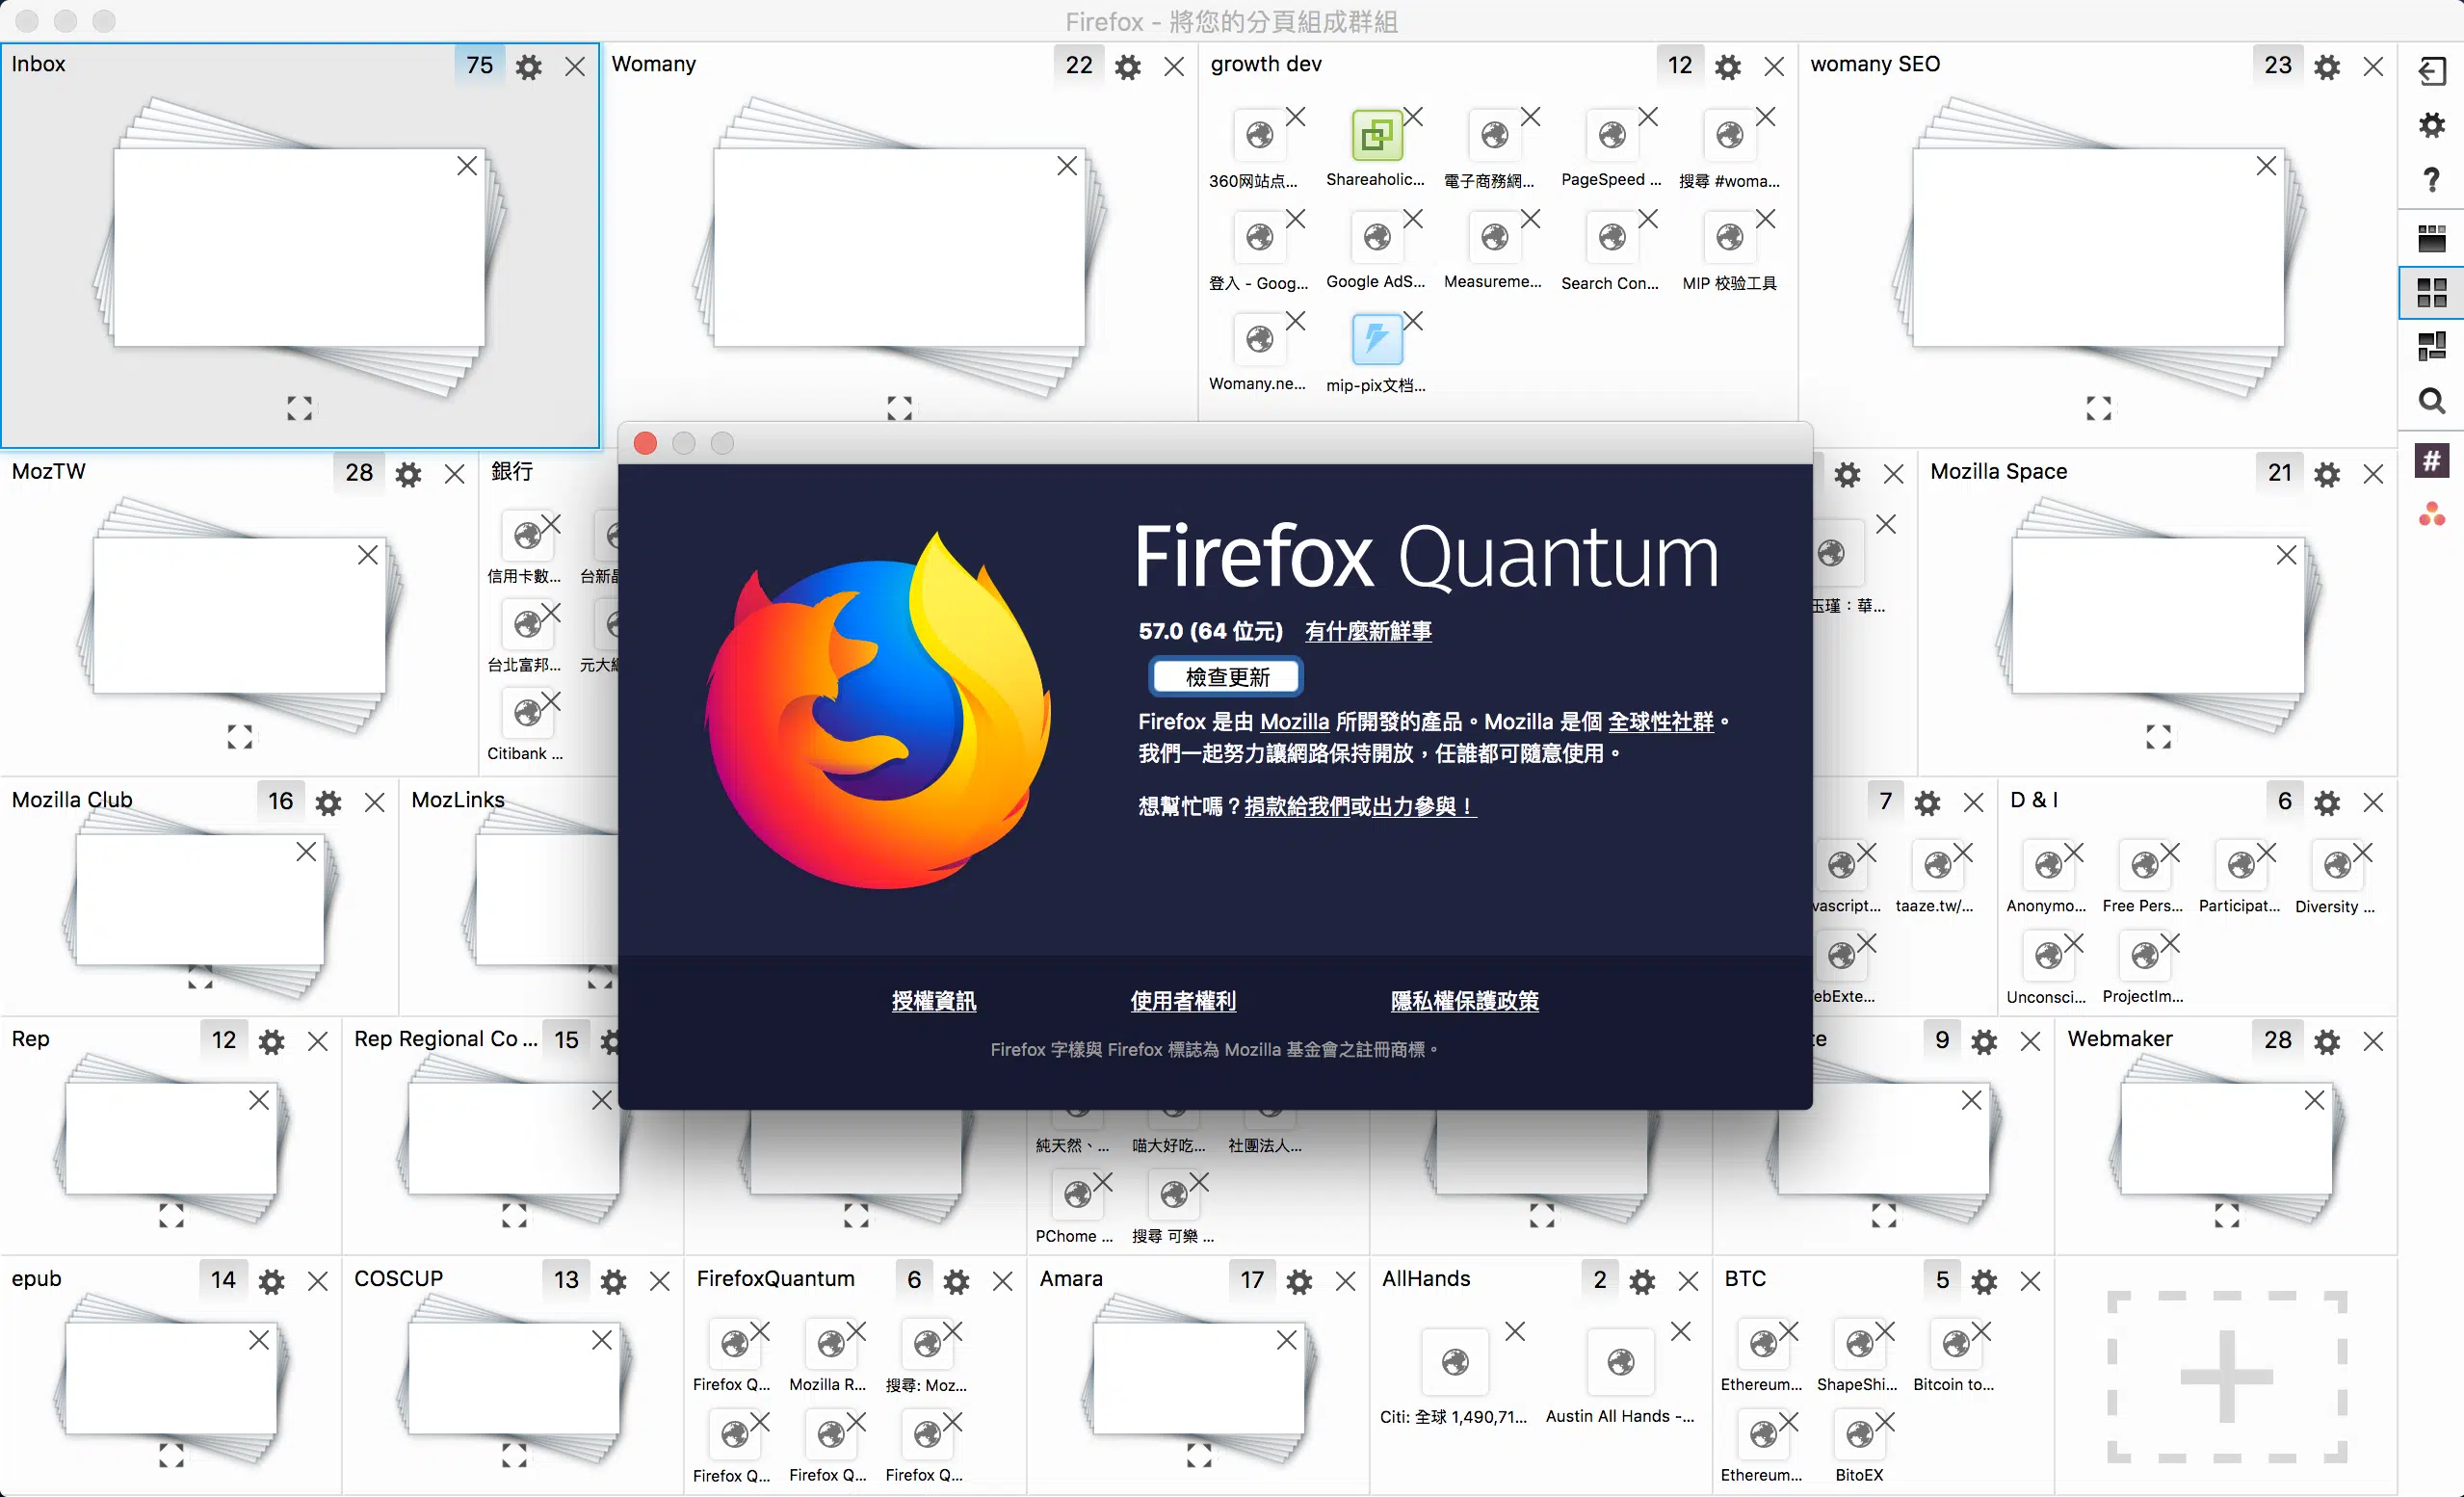 Firefox - 將您的分頁組成群組
Inbox 75
Womany 22
growth dev 12
womany SEO 23
360网站点... Shareaholic... 電子商務網... PageSpeed ... 搜尋 #woma...
登入 - Goog... Google AdS... Measureme... Search Con... MIP 校验工具
Womany.ne... mip-pix文档...
MozTW 28
銀行
Mozilla Space 21
信用卡數... 台新
台北富邦... 元大
Citibank ...
玉瑾：華...
Firefox Quantum
57.0 (64 位元) 有什麼新鮮事
檢查更新
Firefox 是由 Mozilla 所開發的產品。Mozilla 是個 全球性社群。
我們一起努力讓網路保持開放，任誰都可隨意使用。
想幫忙嗎？捐款給我們或出力參與！
授權資訊 使用者權利 隱私權保護政策
Firefox 字樣與 Firefox 標誌為 Mozilla 基金會之註冊商標。
Mozilla Club 16
MozLinks
7
D & I 6
vascript... taaze.tw/... Anonymo... Free Pers... Participat... Diversity ...
ebExte... Unconsci... ProjectIm...
Rep 12
Rep Regional Co ... 15
te 9
Webmaker 28
純天然、... 喵大好吃... 社團法人...
PChome ... 搜尋 可樂 ...
epub 14
COSCUP 13
FirefoxQuantum 6
Amara 17
AllHands 2
BTC 5
Firefox Q... Mozilla R... 搜尋: Moz...
Firefox Q... Firefox Q... Firefox Q...
Citi: 全球 1,490,71... Austin All Hands -...
Ethereum... ShapeShi... Bitcoin to...
Ethereum... BitoEX